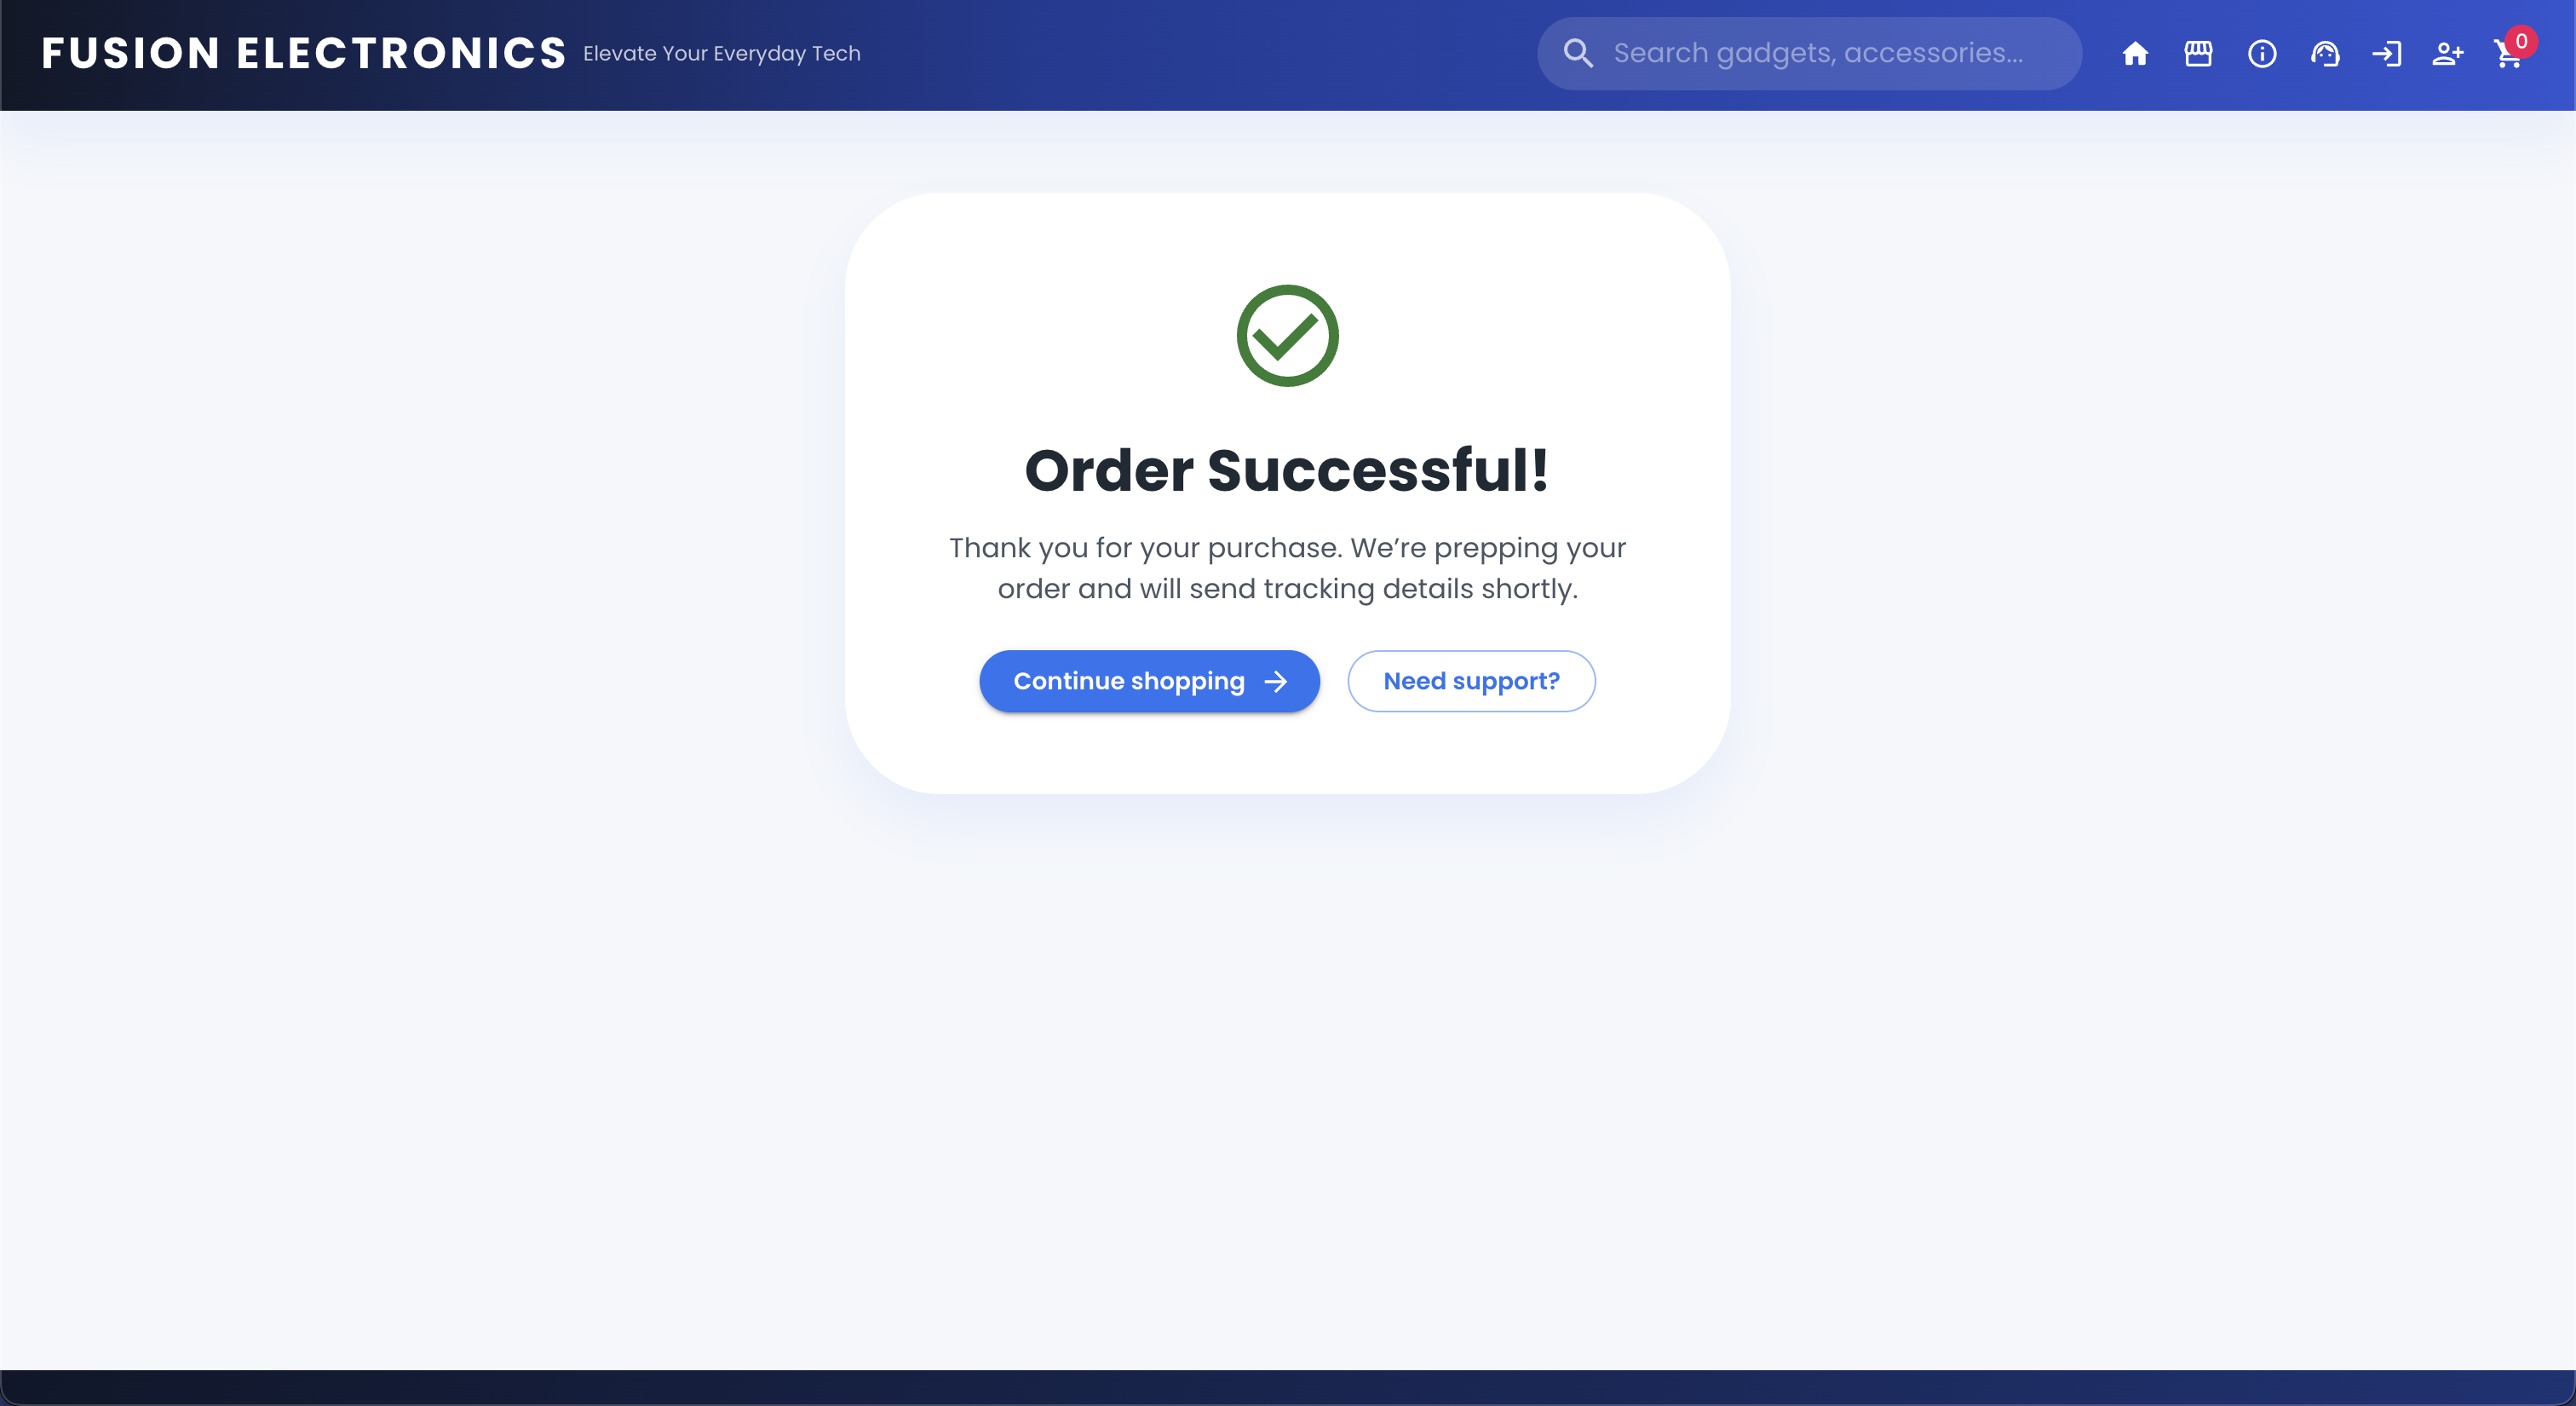 FUSION ELECTRONICS Elevate Your Everyday Tech Search gadgets, accessories... 0
Order Successful!
Thank you for your purchase. We’re prepping your
order and will send tracking details shortly.
Continue shopping Need support?